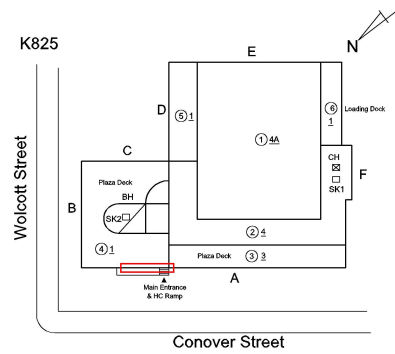 K825
E
N
D
⑤ 1
⑥
1
Loading Dock
① 4A
C
CH
F
SK1
Plaza Deck
BH
B
SK2
② 4
④ 1
Plaza Deck
③ 3
A
Main Entrance
& HC Ramp
Wolcott Street
Conover Street